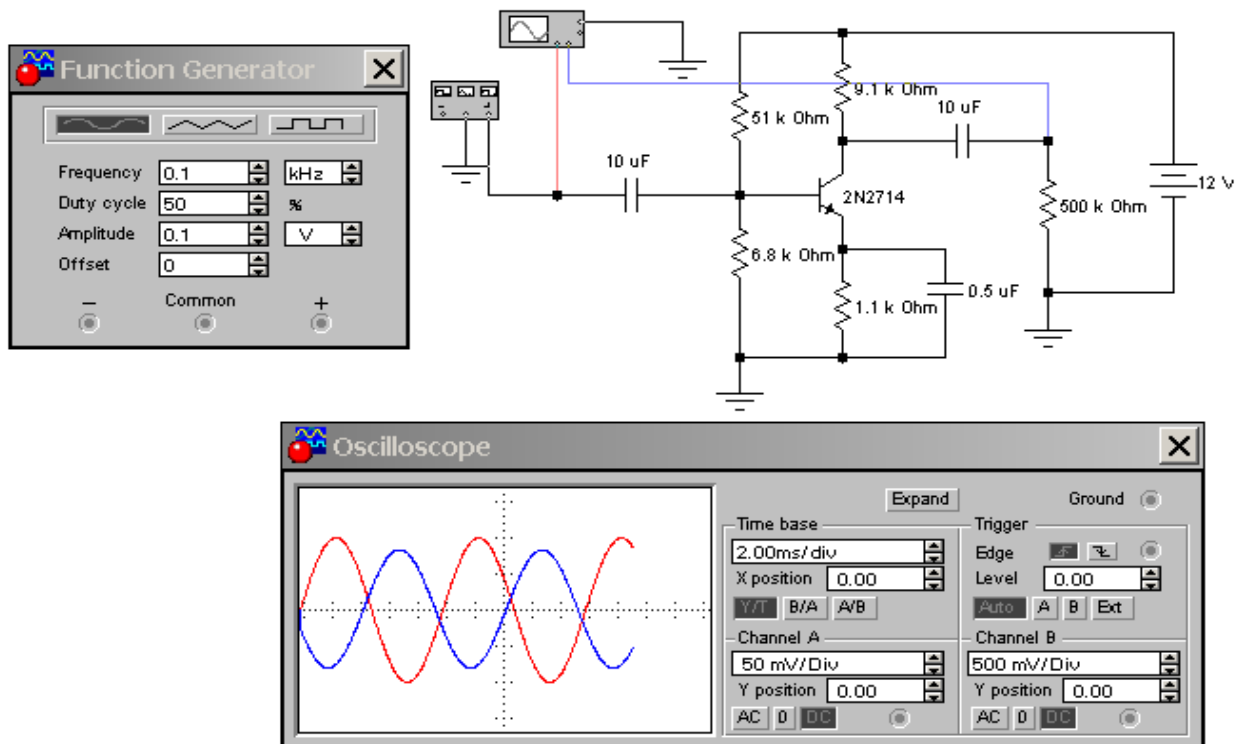 Function Generator
Frequency 0.1 kHz
Duty cycle 50 %
Amplitude 0.1 V
Offset 0
− Common +
9.1 k Ohm
51 k Ohm
10 uF
10 uF
2N2714
12 V
500 k Ohm
6.8 k Ohm
0.5 uF
1.1 k Ohm
Oscilloscope
Expand Ground
Time base
2.00ms/div
X position 0.00
Y/T B/A A/B
Trigger
Edge
Level 0.00
Auto A B Ext
Channel A
50 mV/Div
Y position 0.00
AC 0 DC
Channel B
500 mV/Div
Y position 0.00
AC 0 DC